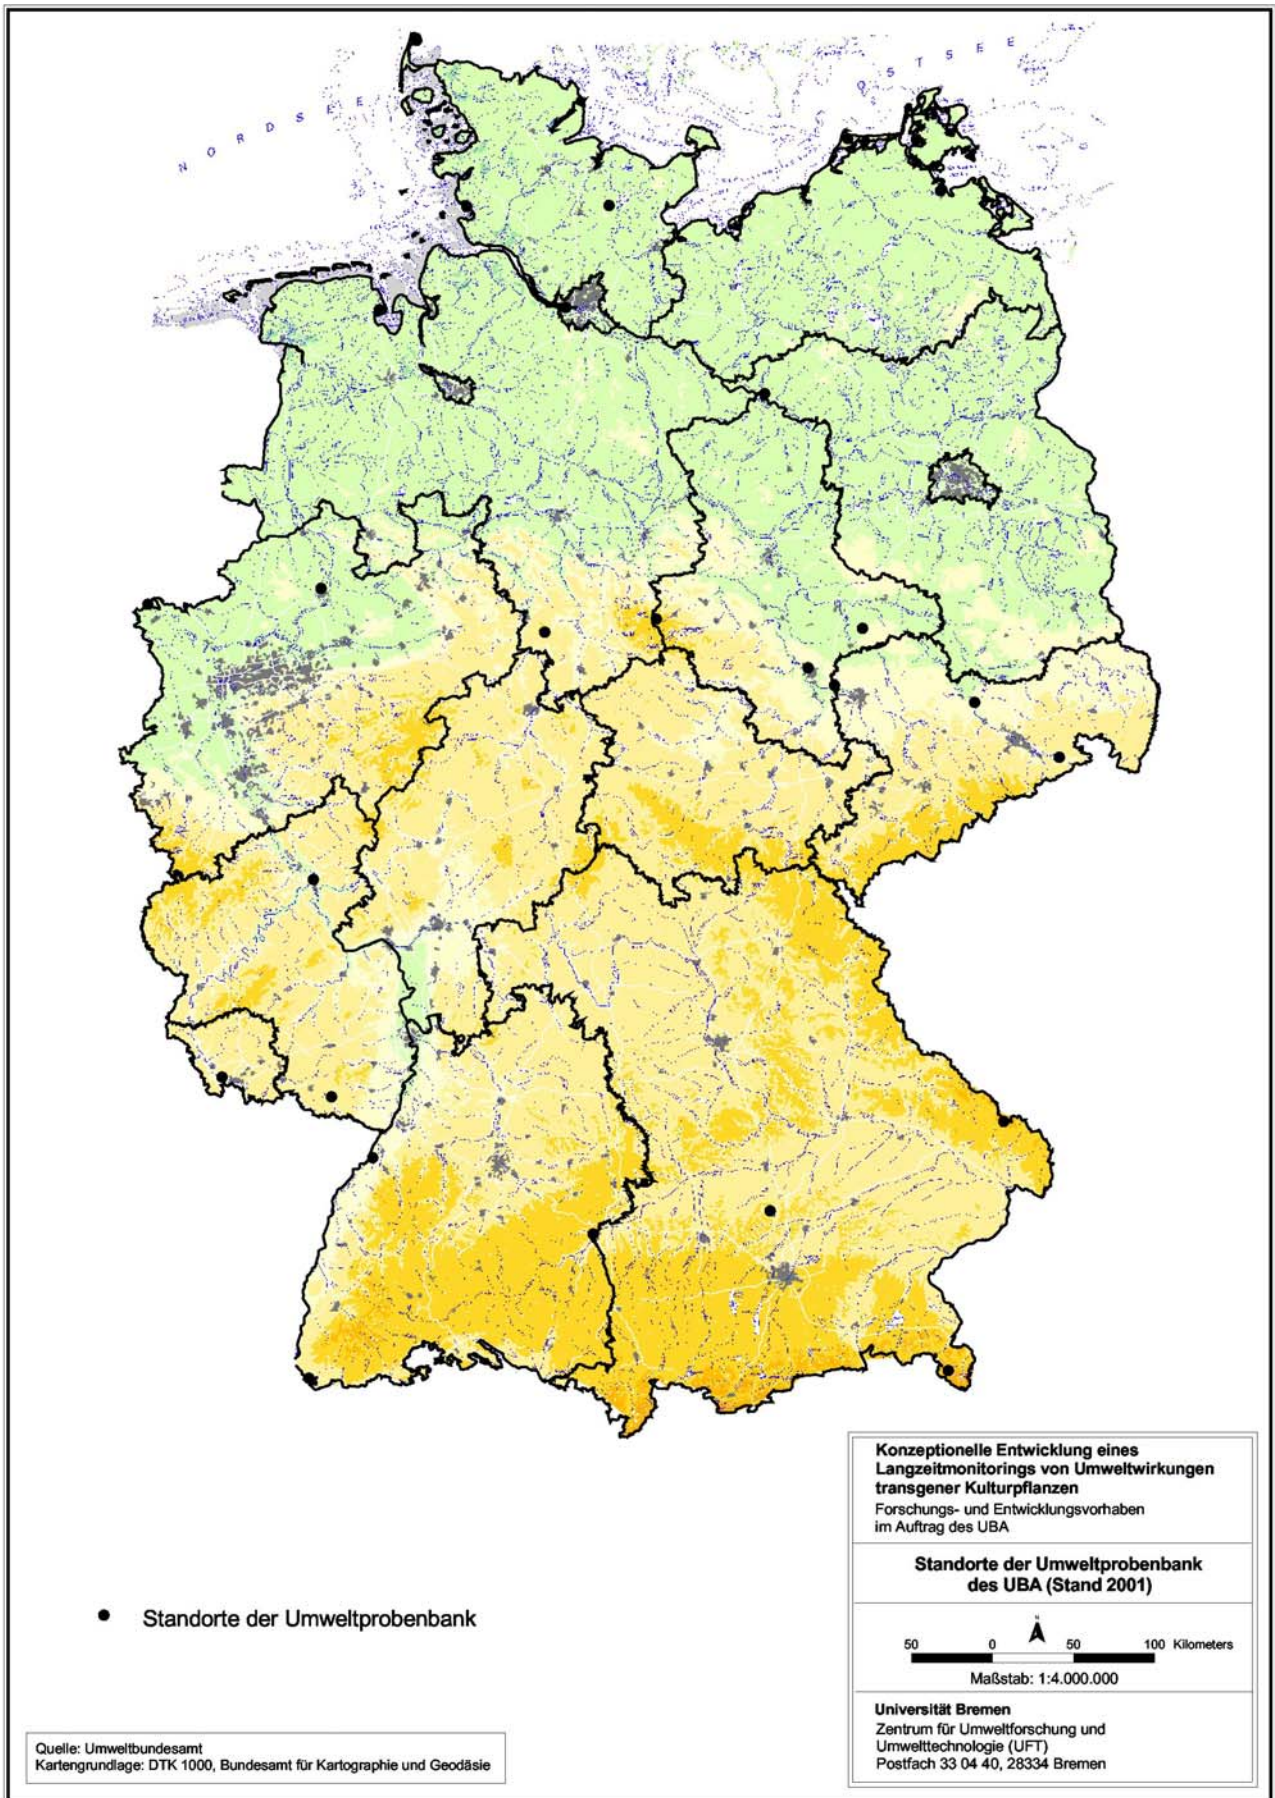 N O R D S E E
O S T S E E
Konzeptionelle Entwicklung eines
Langzeitmonitorings von Umweltwirkungen
transgener Kulturpflanzen
Forschungs- und Entwicklungsvorhaben
im Auftrag des UBA
Standorte der Umweltprobenbank
des UBA (Stand 2001)
N
50 0 50 100 Kilometers
Maßstab: 1:4.000.000
Universität Bremen
Zentrum für Umweltforschung und
Umwelttechnologie (UFT)
Postfach 33 04 40, 28334 Bremen
Standorte der Umweltprobenbank
Quelle: Umweltbundesamt
Kartengrundlage: DTK 1000, Bundesamt für Kartographie und Geodäsie